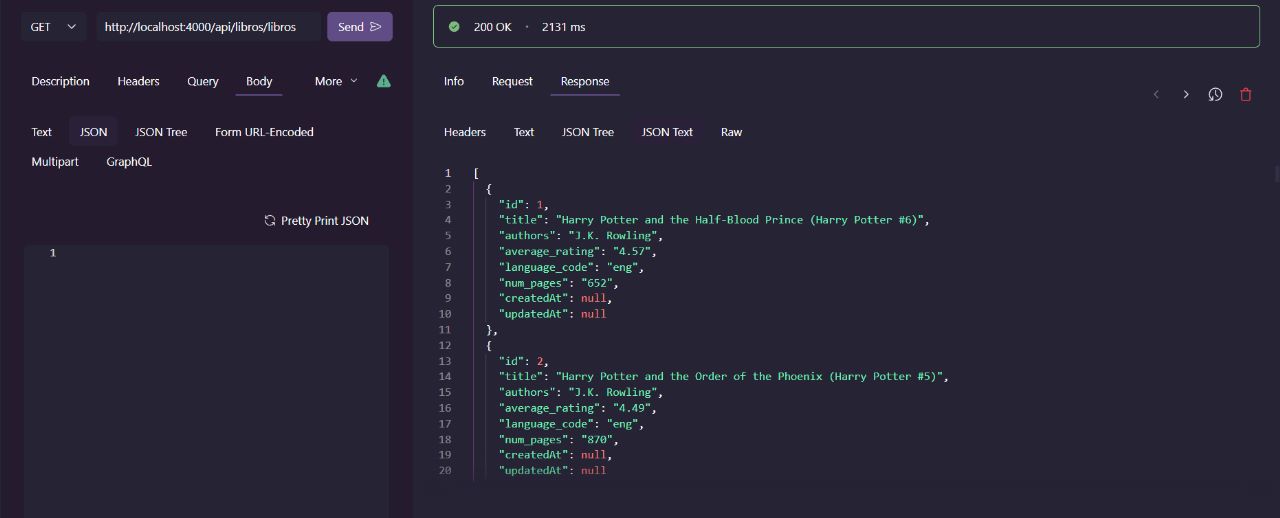 GET http://localhost:4000/api/libros/libros Send
Description Headers Query Body More
Text JSON JSON Tree Form URL-Encoded
Multipart GraphQL
Pretty Print JSON
1
200 OK · 2131 ms
Info Request Response
Headers Text JSON Tree JSON Text Raw
1 [
2 {
3 "id": 1,
4 "title": "Harry Potter and the Half-Blood Prince (Harry Potter #6)",
5 "authors": "J.K. Rowling",
6 "average_rating": "4.57",
7 "language_code": "eng",
8 "num_pages": "652",
9 "createdAt": null,
10 "updatedAt": null
11 },
12 {
13 "id": 2,
14 "title": "Harry Potter and the Order of the Phoenix (Harry Potter #5)",
15 "authors": "J.K. Rowling",
16 "average_rating": "4.49",
17 "language_code": "eng",
18 "num_pages": "870",
19 "createdAt": null,
20 "updatedAt": null